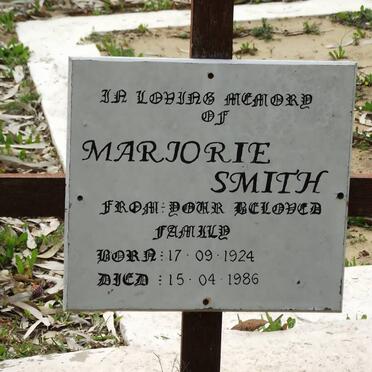 IN LOVING MEMORY
OF
MARJORIE
SMITH
FROM: YOUR BELOVED
FAMILY
BORN: 17·09·1924
DIED: 15·04·1986